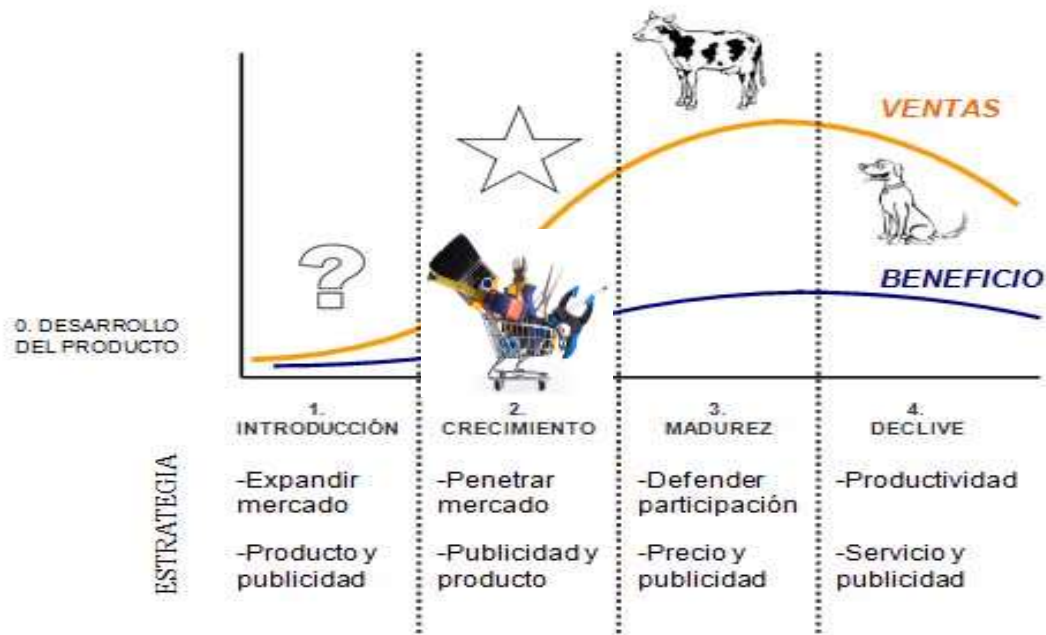 VENTAS
?
BENEFICIO
0. DESARROLLO
DEL PRODUCTO
1.
INTRODUCCIÓN
2.
CRECIMIENTO
3.
MADUREZ
4.
DECLIVE
ESTRATEGIA
-Expandir
mercado
-Producto y
publicidad
-Penetrar
mercado
-Publicidad y
producto
-Defender
participación
-Precio y
publicidad
-Productividad
-Servicio y
publicidad